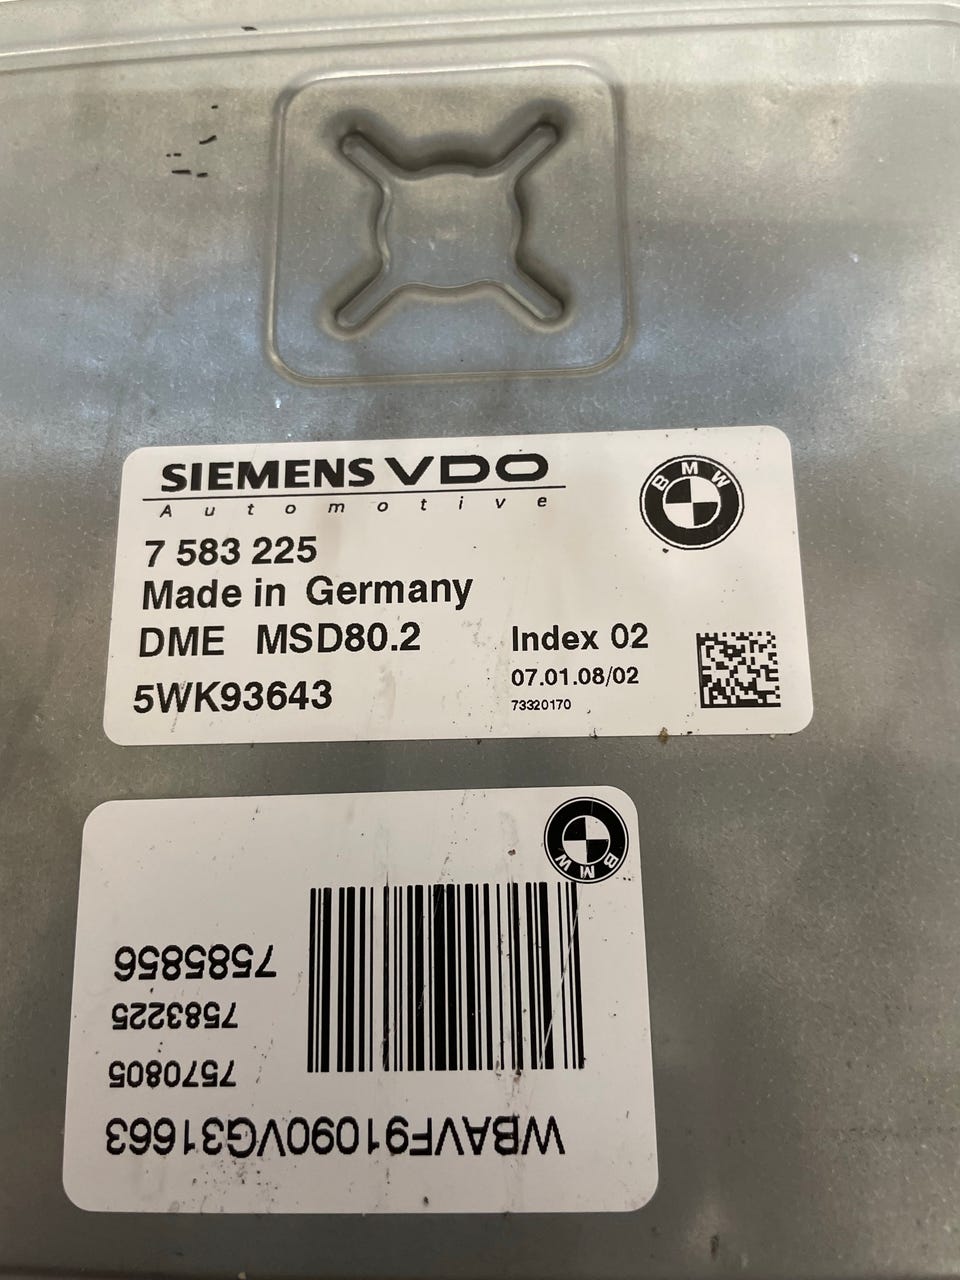 SIEMENS VDO
Automotive
BMW
7 583 225
Made in Germany
DME MSD80.2
Index 02
5WK93643
07.01.08/02
73320170
BMW
WBAVF91090VG31663
7570805
7583225
7585856